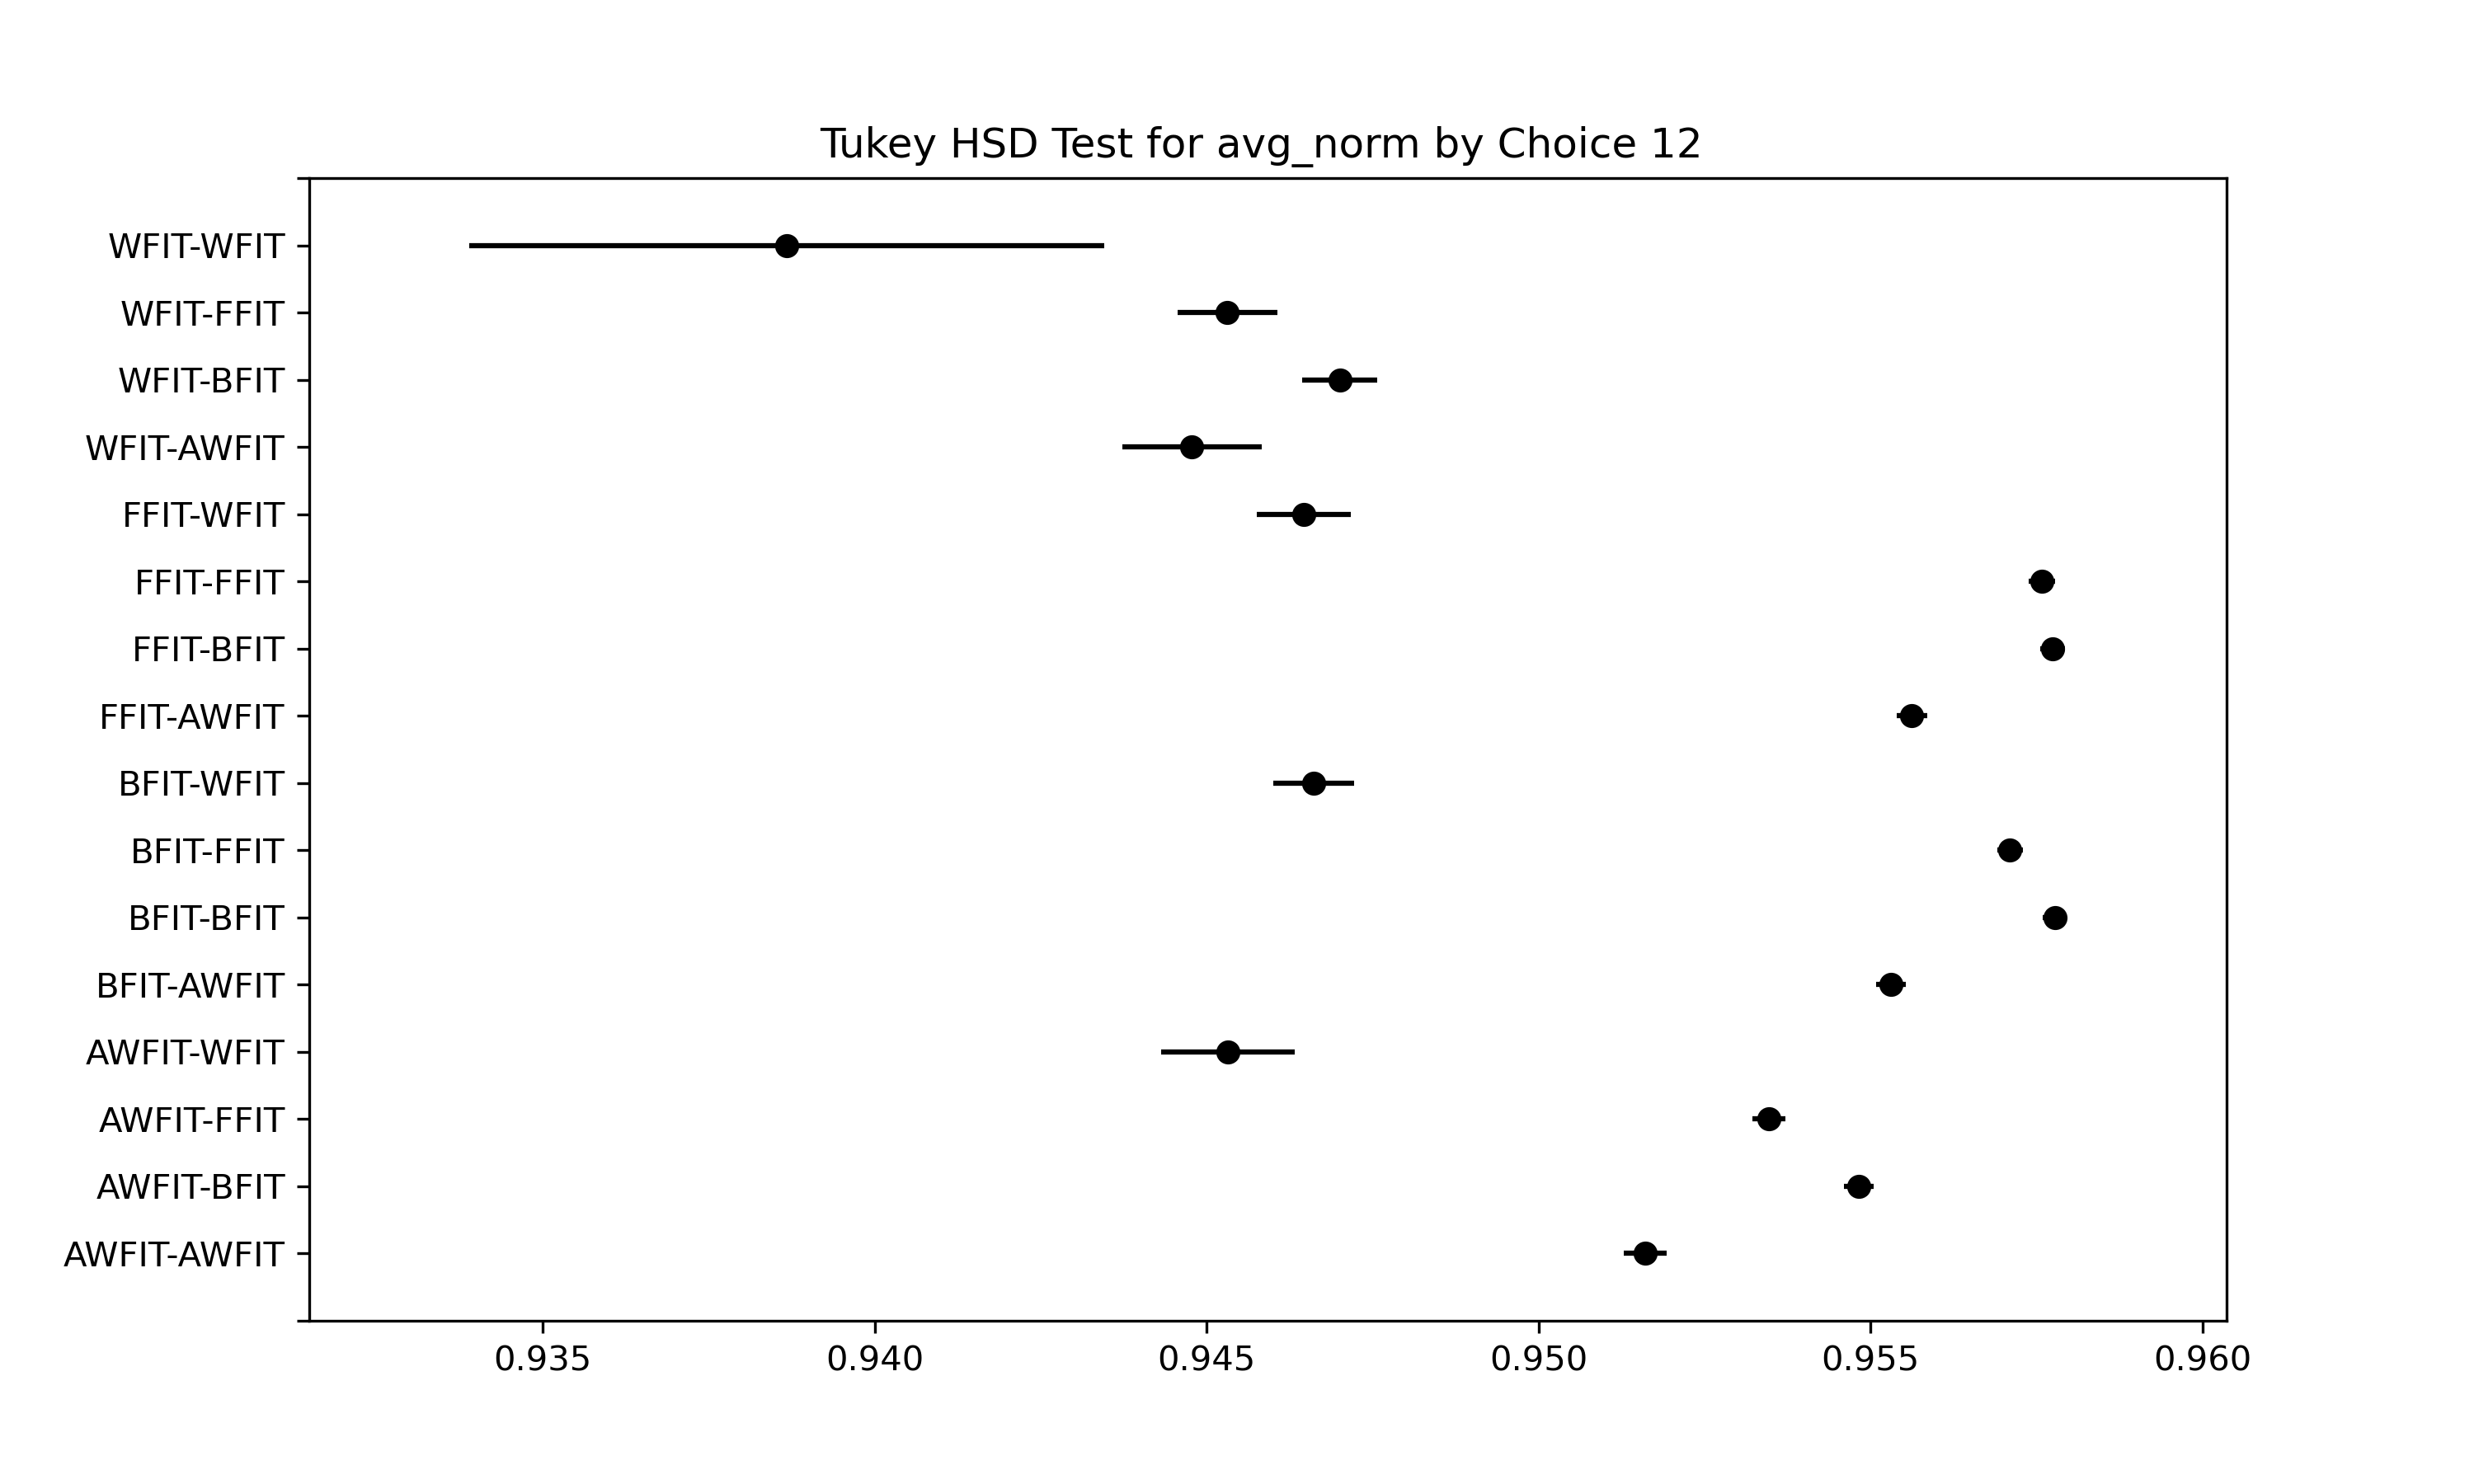 Tukey HSD Test for avg_norm by Choice 12
WFIT-WFIT
WFIT-FFIT
WFIT-BFIT
WFIT-AWFIT
FFIT-WFIT
FFIT-FFIT
FFIT-BFIT
FFIT-AWFIT
BFIT-WFIT
BFIT-FFIT
BFIT-BFIT
BFIT-AWFIT
AWFIT-WFIT
AWFIT-FFIT
AWFIT-BFIT
AWFIT-AWFIT
0.935 0.940 0.945 0.950 0.955 0.960